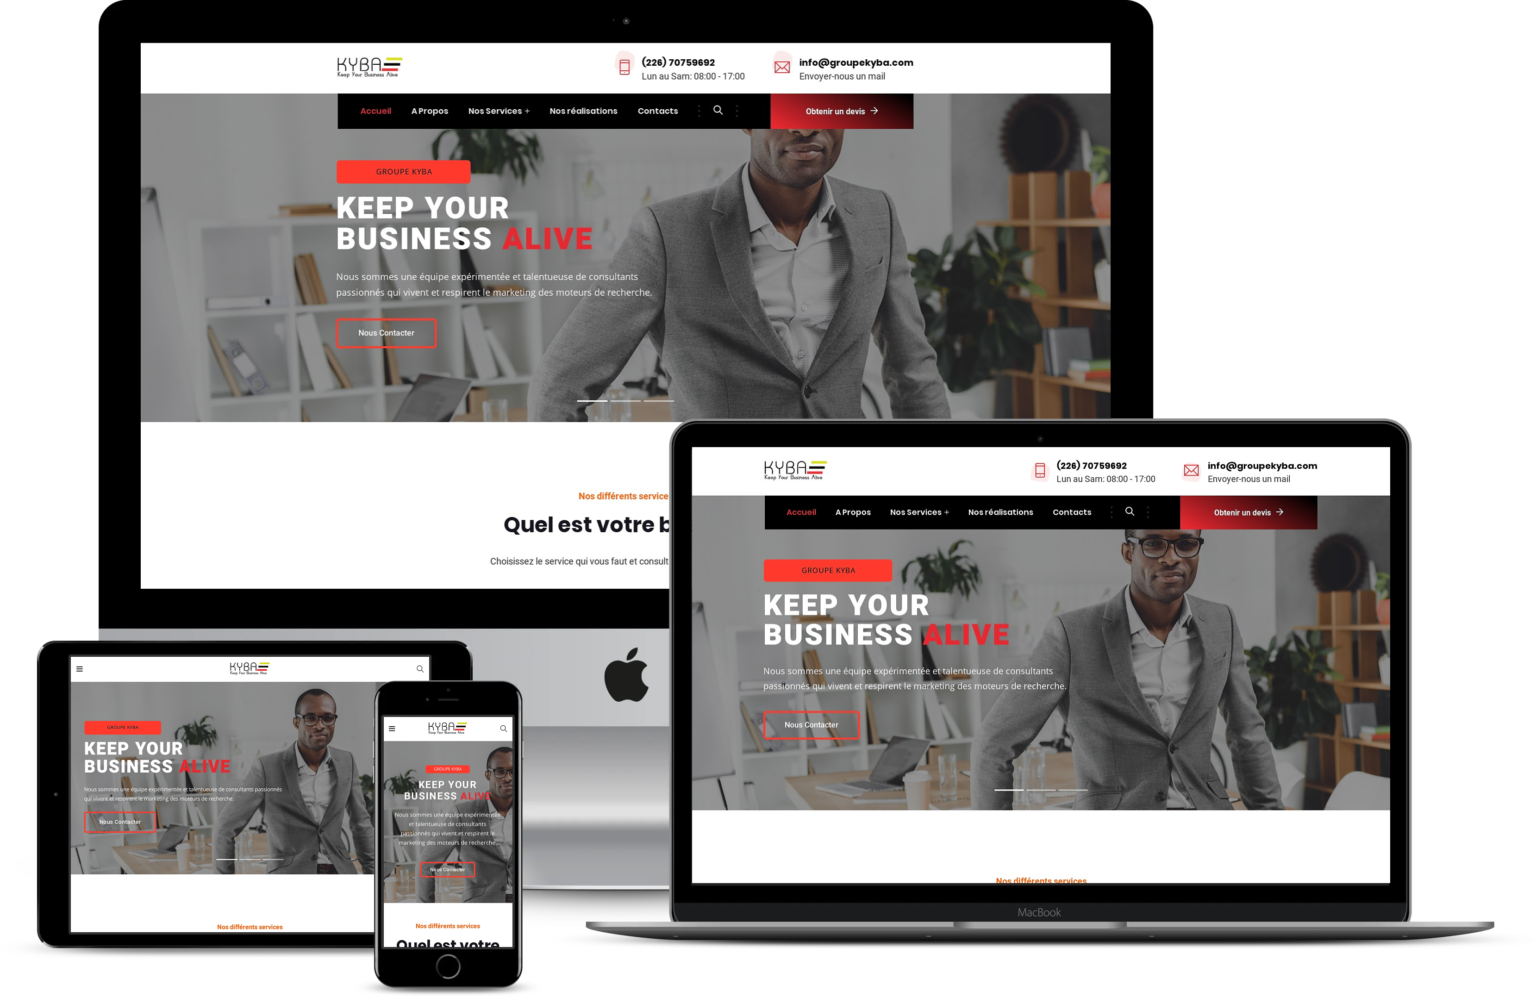 KYBA
Keep Your Business Alive
(226) 70759692
Lun au Sam: 08:00 - 17:00
info@groupekyba.com
Envoyer-nous un mail
Accueil A Propos Nos Services + Nos réalisations Contacts Obtenir un devis →
GROUPE KYBA
KEEP YOUR
BUSINESS ALIVE
Nous sommes une équipe expérimentée et talentueuse de consultants
passionnés qui vivent et respirent le marketing des moteurs de recherche.
Nous Contacter
Nos différents service
Quel est votre b
Choisissez le service qui vous faut et consult
KYBA
Keep Your Business Alive
(226) 70759692
Lun au Sam: 08:00 - 17:00
info@groupekyba.com
Envoyer-nous un mail
Accueil A Propos Nos Services + Nos réalisations Contacts Obtenir un devis →
GROUPE KYBA
KEEP YOUR
BUSINESS ALIVE
Nous sommes une équipe expérimentée et talentueuse de consultants
passionnés qui vivent et respirent le marketing des moteurs de recherche.
Nous Contacter
Nos différents services
MacBook
KYBA
Keep Your Business Alive
GROUPE KYBA
KEEP YOUR
BUSINESS ALIVE
Nous sommes une équipe expérimentée et talentueuse de consultants passionnés
qui vivent et respirent le marketing des moteurs de recherche.
Nous Contacter
Nos différents services
KYBA
Keep Your Business Alive
GROUPE KYBA
KEEP YOUR
BUSINESS ALIVE
Nous sommes une équipe expérimentée
et talentueuse de consultants
passionnés qui vivent et respirent le
marketing des moteurs de recherche.
Nous Contacter
Nos différents services
Quel est votre